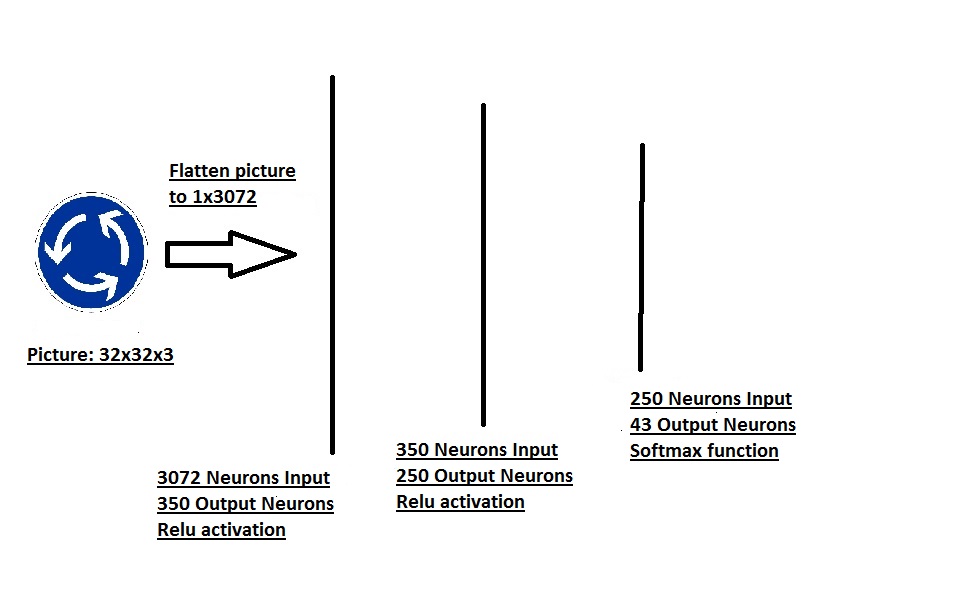 Flatten picture
to 1x3072
Picture: 32x32x3
3072 Neurons Input
350 Output Neurons
Relu activation
350 Neurons Input
250 Output Neurons
Relu activation
250 Neurons Input
43 Output Neurons
Softmax function